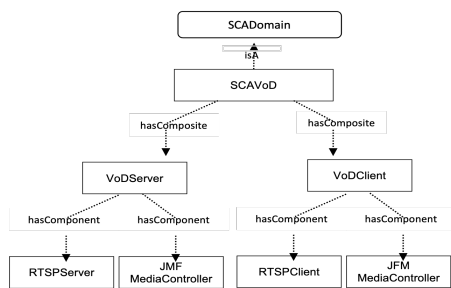 SCADomain
isA
SCAVoD
hasComposite
hasComposite
VoDServer
VoDClient
hasComponent
hasComponent
hasComponent
hasComponent
RTSPServer
JMF
MediaController
RTSPClient
JFM
MediaController